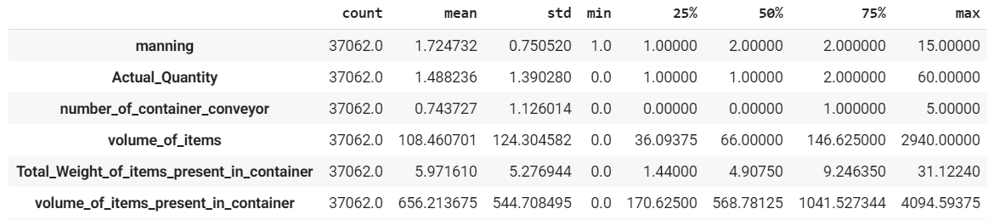 count mean std min 25% 50% 75% max
manning 37062.0 1.724732 0.750520 1.0 1.00000 2.00000 2.000000 15.00000
Actual_Quantity 37062.0 1.488236 1.390280 0.0 1.00000 1.00000 2.000000 60.00000
number_of_container_conveyor 37062.0 0.743727 1.126014 0.0 0.00000 0.00000 1.000000 5.00000
volume_of_items 37062.0 108.460701 124.304582 0.0 36.09375 66.00000 146.625000 2940.00000
Total_Weight_of_items_present_in_container 37062.0 5.971610 5.276944 0.0 1.44000 4.90750 9.246350 31.12240
volume_of_items_present_in_container 37062.0 656.213675 544.708495 0.0 170.62500 568.78125 1041.527344 4094.59375